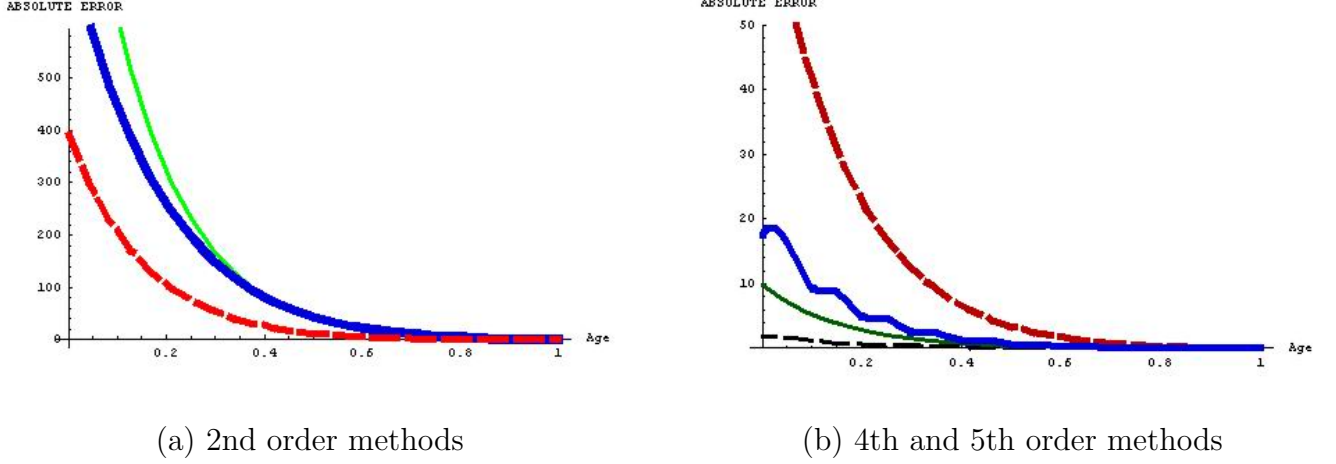 ABSOLUTE ERROR
500
400
300
200
100
0
0.2 0.4 0.6 0.8 1 Age
ABSOLUTE ERROR
50
40
30
20
10
0.2 0.4 0.6 0.8 1 Age
(a) 2nd order methods
(b) 4th and 5th order methods